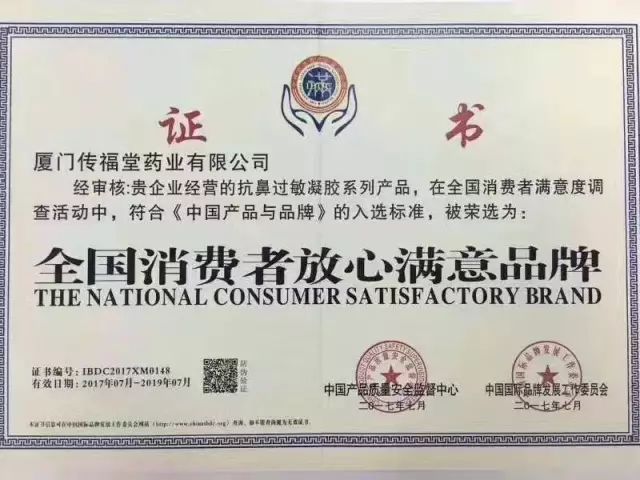 满
证 书
厦门传福堂药业有限公司
经审核:贵企业经营的抗鼻过敏凝胶系列产品，在全国消费者满意度调
查活动中，符合《中国产品与品牌》的入选标准，被荣选为：
全国消费者放心满意品牌
THE NATIONAL CONSUMER SATISFACTORY BRAND
证书编号：IBDC2017XM0148
有效日期：2017年07月-2019年07月
防伪验证
中国产品质量安全监督中心
二〇一七年七月
中国国际品牌发展工作委员会
二〇一七年七月